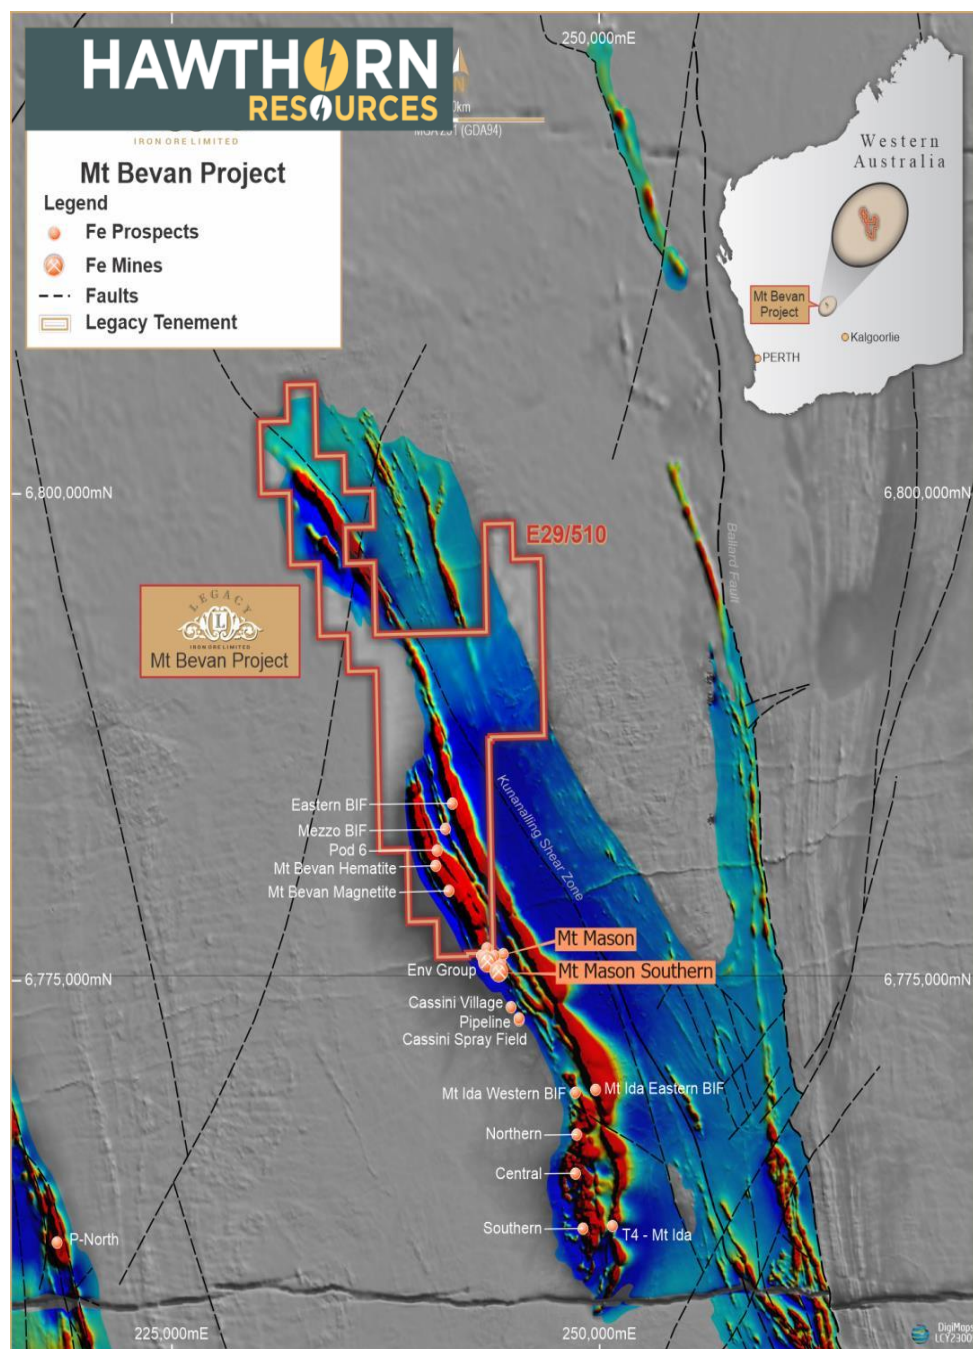 HAWTHORN
RESOURCES
250,000mE
IRON ORE LIMITED
Mt Bevan Project
Legend
Fe Prospects
Fe Mines
Faults
Legacy Tenement
Western
Australia
Mt Bevan
Project
Kalgoorlie
PERTH
6,800,000mN
6,800,000mN
E29/510
Ballard Fault
LEGACY
L
IRON ORE LIMITED
Mt Bevan Project
Kunanalling Shear Zone
Eastern BIF
Mezzo BIF
Pod 6
Mt Bevan Hematite
Mt Bevan Magnetite
Mt Mason
Env Group
Mt Mason Southern
6,775,000mN
6,775,000mN
Cassini Village
Pipeline
Cassini Spray Field
Mt Ida Western BIF
Mt Ida Eastern BIF
Northern
Central
Southern
T4 - Mt Ida
P-North
225,000mE
250,000mE
DigiMaps